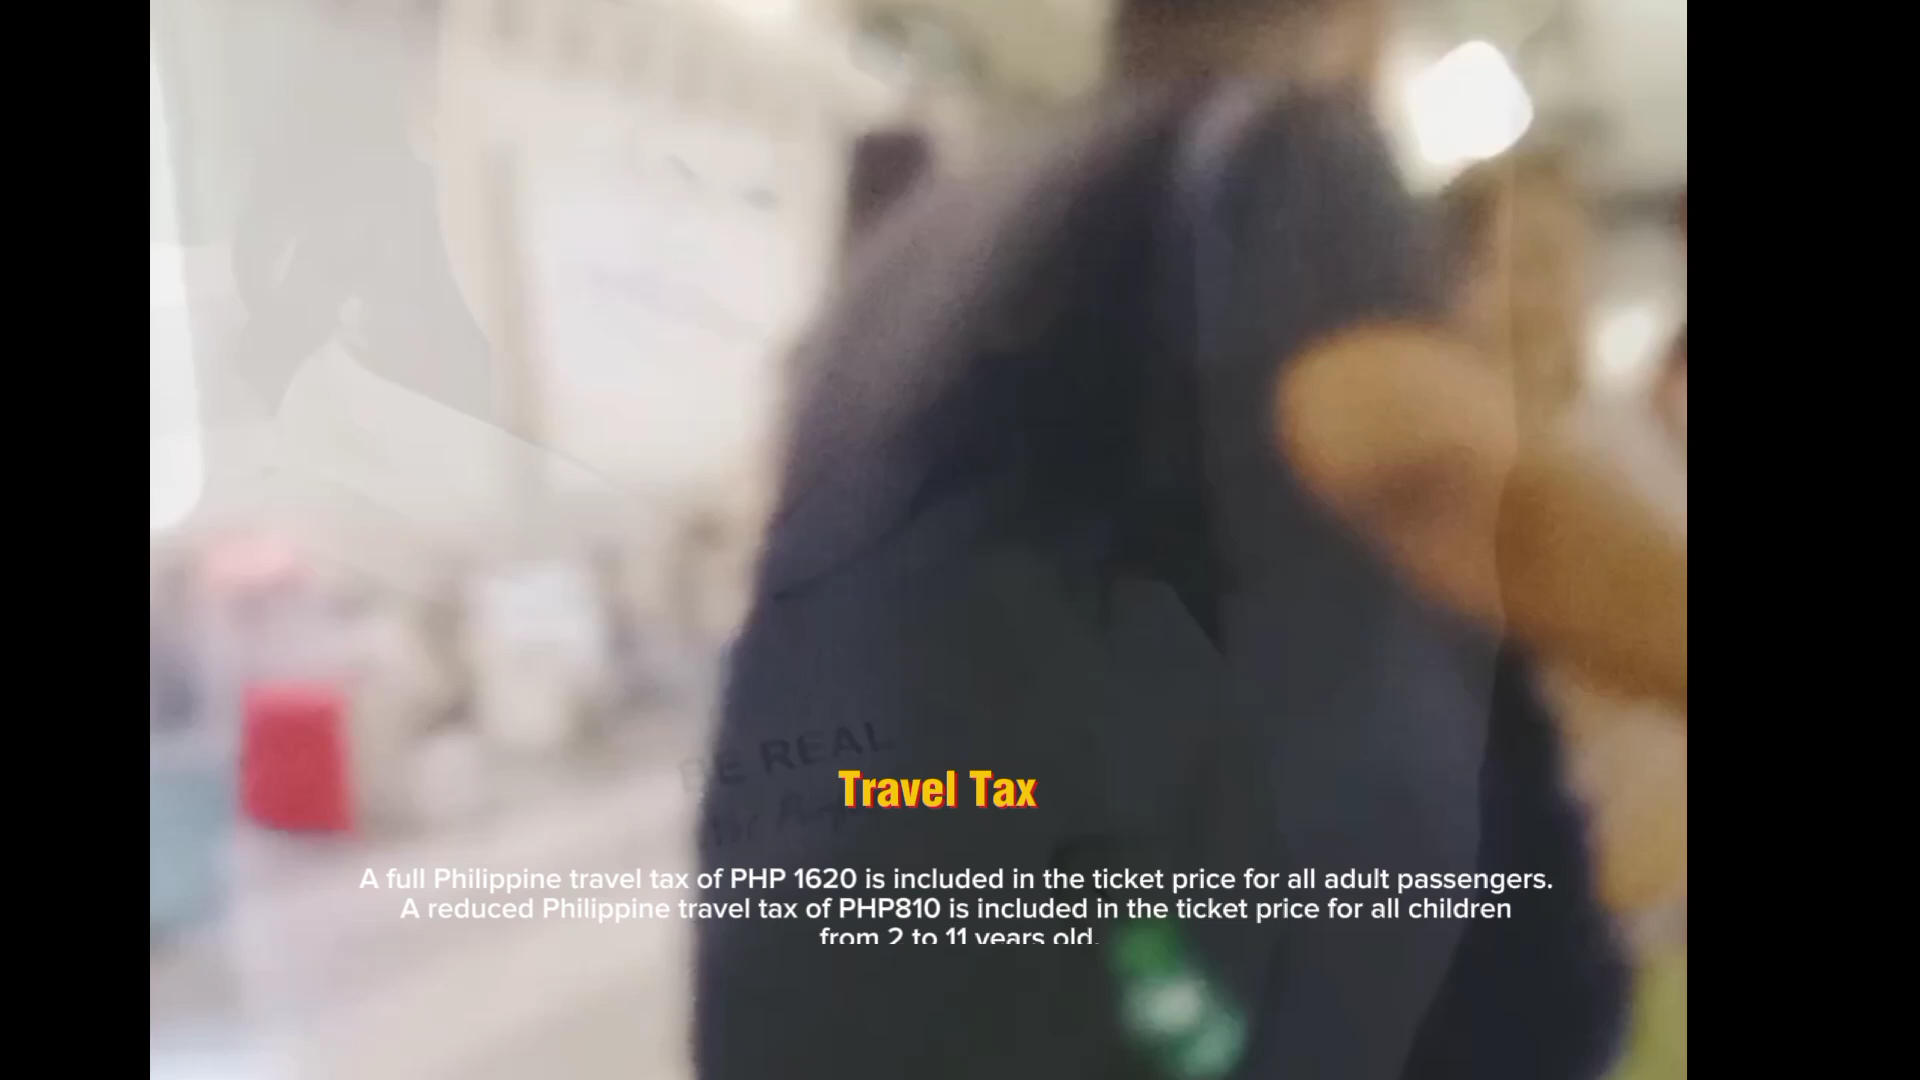 BE REAL
Travel Tax
A full Philippine travel tax of PHP 1620 is included in the ticket price for all adult passengers.
A reduced Philippine travel tax of PHP810 is included in the ticket price for all children
from 2 to 11 years old.